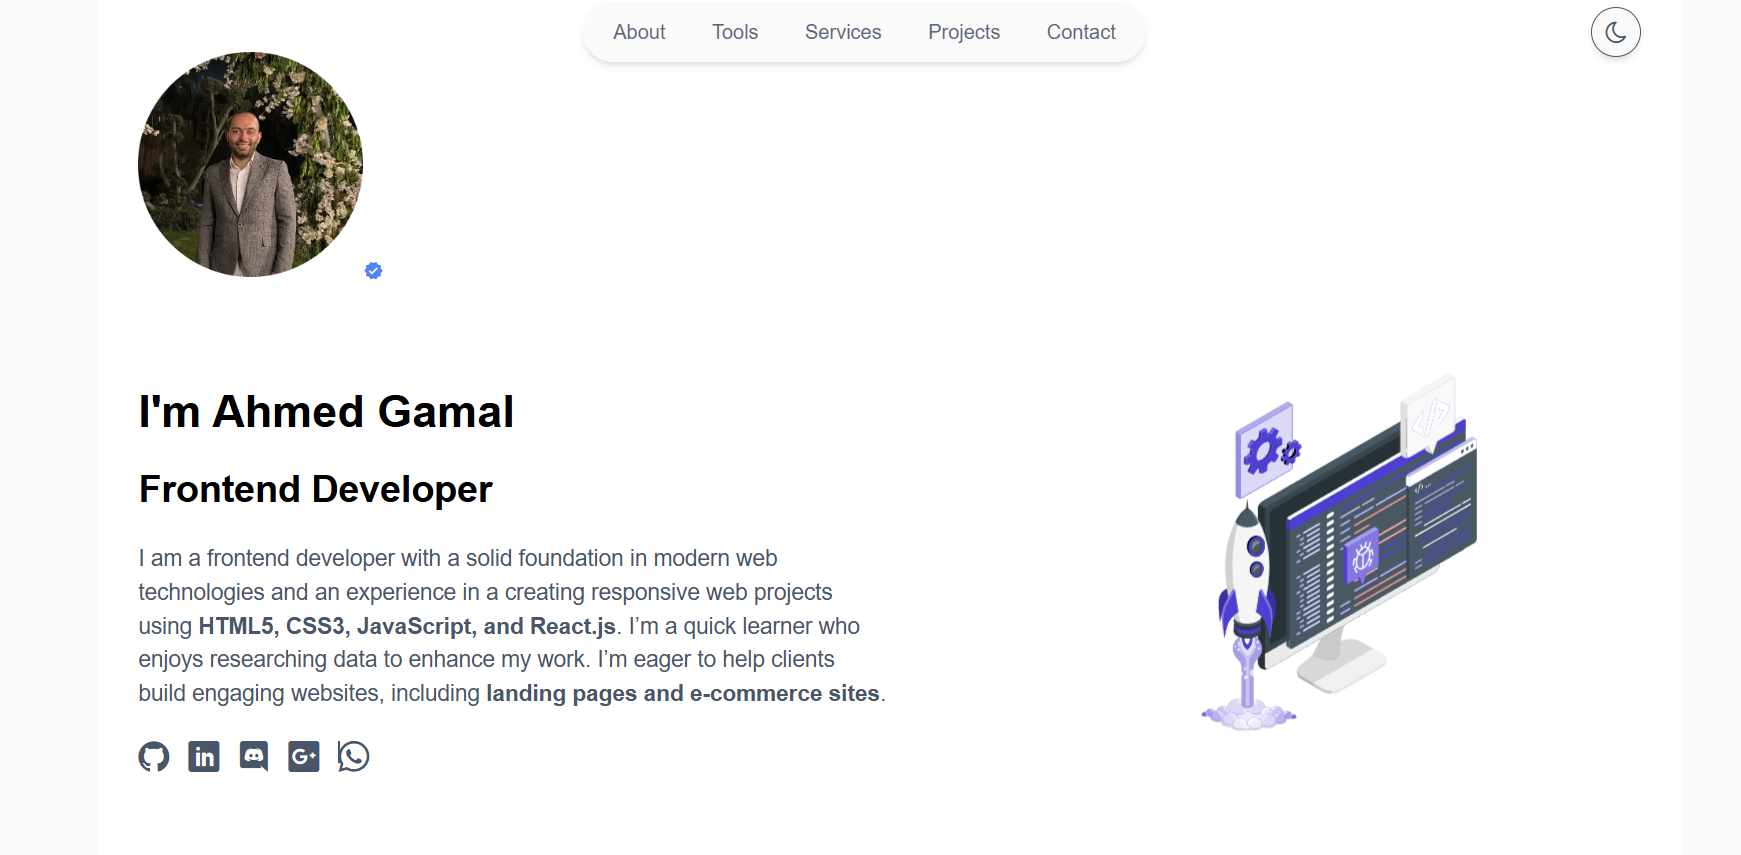 About Tools Services Projects Contact
I'm Ahmed Gamal
Frontend Developer
I am a frontend developer with a solid foundation in modern web
technologies and an experience in a creating responsive web projects
using HTML5, CSS3, JavaScript, and React.js. I’m a quick learner who
enjoys researching data to enhance my work. I’m eager to help clients
build engaging websites, including landing pages and e-commerce sites.
in G+